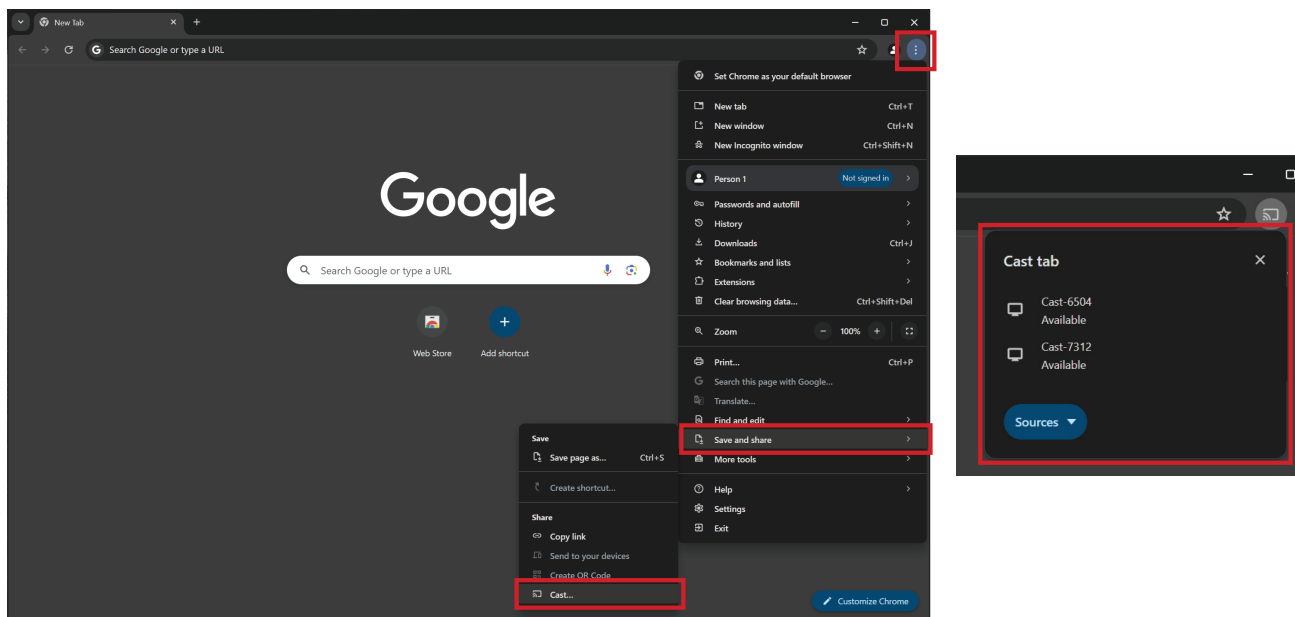 New Tab
G Search Google or type a URL
Set Chrome as your default browser
New tab Ctrl+T
New window Ctrl+N
New Incognito window Ctrl+Shift+N
Person 1 Not signed in
Passwords and autofill
History
Downloads Ctrl+J
Bookmarks and lists
Extensions
Clear browsing data... Ctrl+Shift+Del
Zoom - 100% +
Print... Ctrl+P
G Search this page with Google...
Translate...
Find and edit
Save and share
More tools
Help
Settings
Exit
Google
Search Google or type a URL
Web Store Add shortcut
Save
Save page as... Ctrl+S
Create shortcut...
Share
Copy link
Send to your devices
Create QR Code
Cast...
Customize Chrome
Cast tab
Cast-6504
Available
Cast-7312
Available
Sources